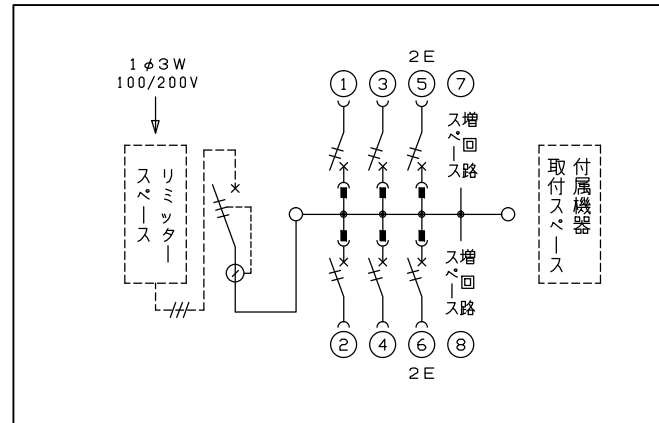 1φ3W
100/200V
リミッター
スペース
2E
① ③ ⑤ ⑦
増回路
スペース
付属機器
取付スペース
増回路
スペース
② ④ ⑥ ⑧
2E